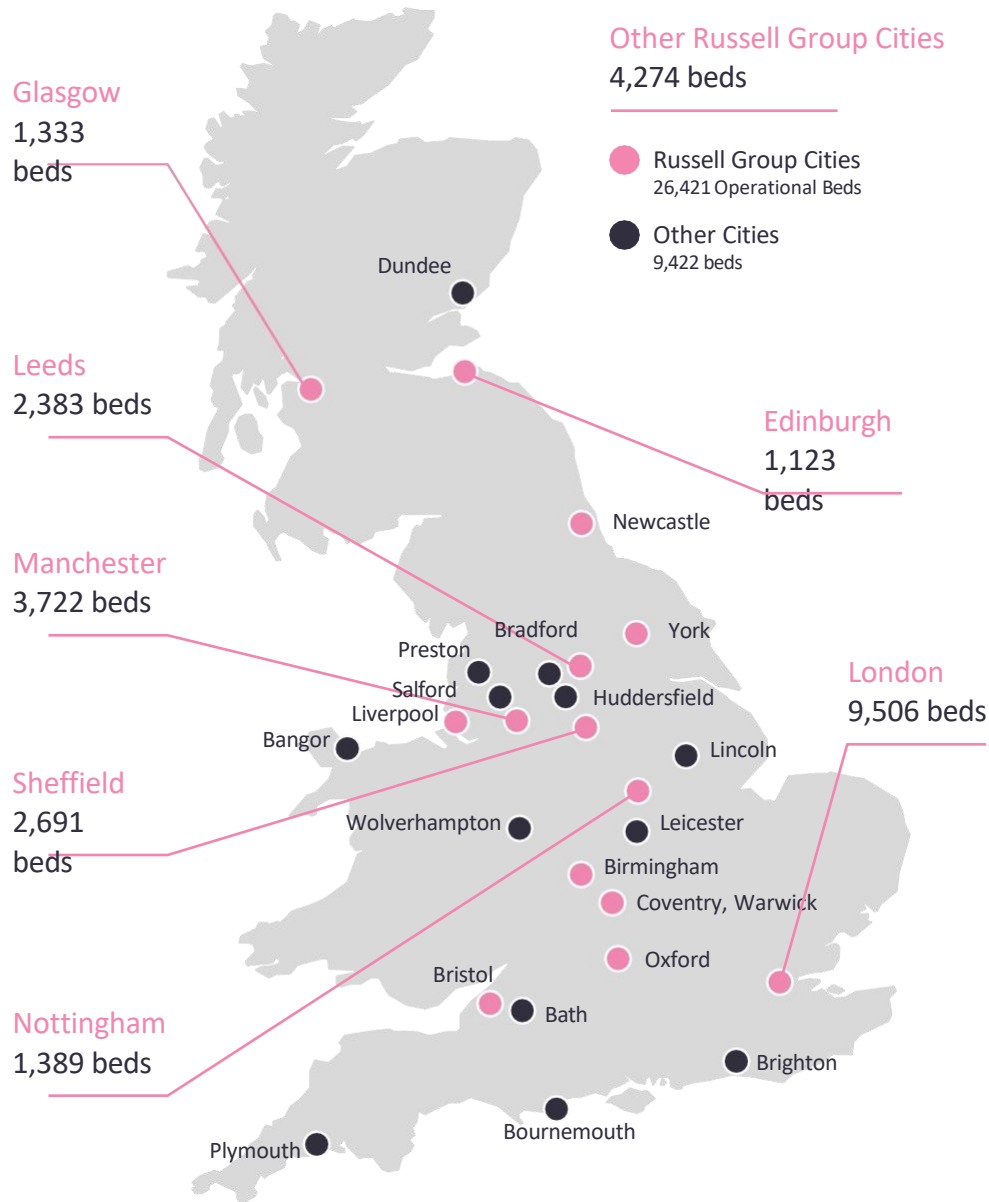 Other Russell Group Cities
4,274 beds
Glasgow
1,333
beds
Russell Group Cities
26,421 Operational Beds
Other Cities
9,422 beds
Dundee
Leeds
2,383 beds
Edinburgh
1,123
beds
Newcastle
Manchester
3,722 beds
Bradford
York
Preston
Salford
Huddersfield
Liverpool
London
9,506 beds
Bangor
Lincoln
Sheffield
2,691
beds
Wolverhampton
Leicester
Birmingham
Coventry, Warwick
Oxford
Bristol
Bath
Nottingham
1,389 beds
Brighton
Bournemouth
Plymouth